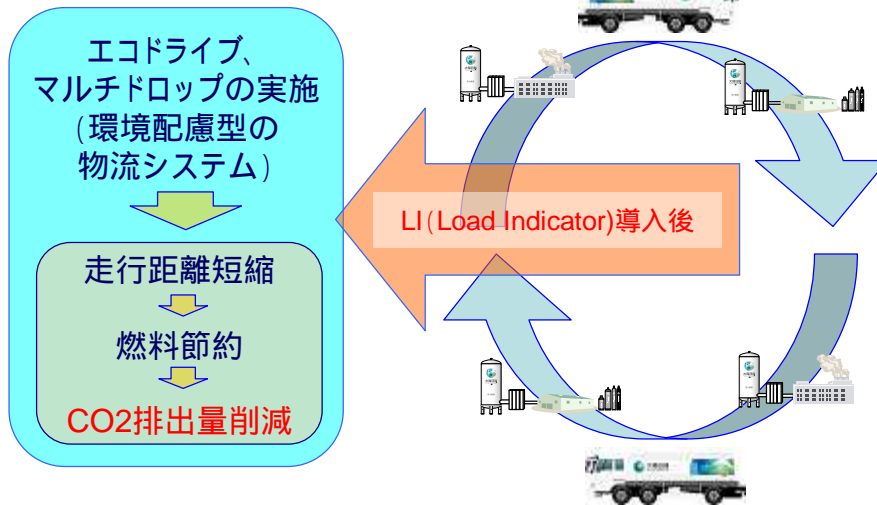 エコドライブ、
マルチドロップの実施
（環境配慮型の
物流システム）
走行距離短縮
燃料節約
CO2排出量削減
LI（Load Indicator)導入後